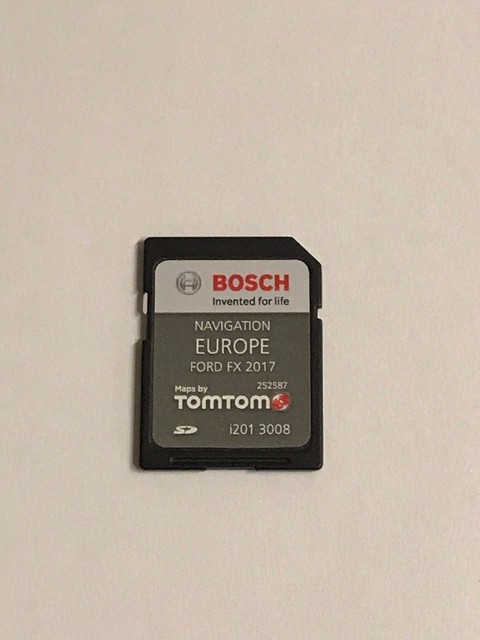 BOSCH
Invented for life
NAVIGATION
EUROPE
FORD FX 2017
252587
Maps by
TOMTOM
SD
i201 3008